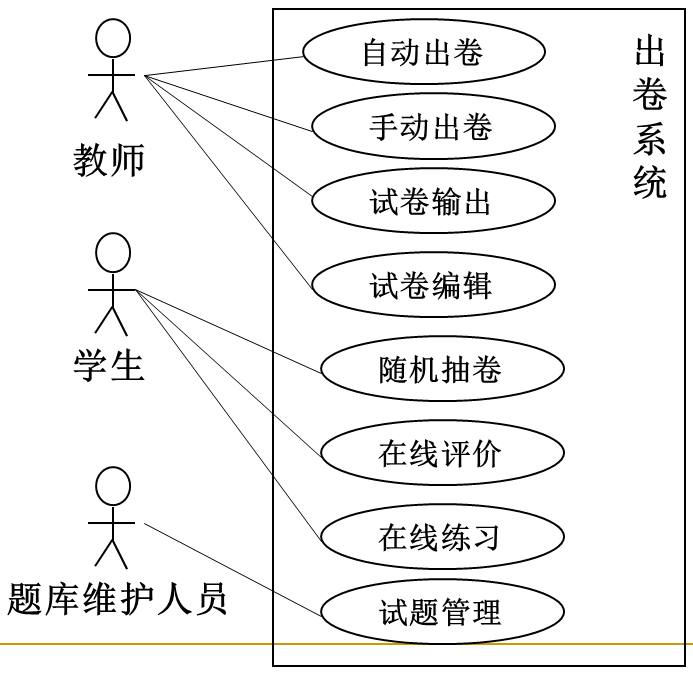 出卷系统
教师
自动出卷
手动出卷
试卷输出
试卷编辑
学生
随机抽卷
在线评价
在线练习
题库维护人员
试题管理